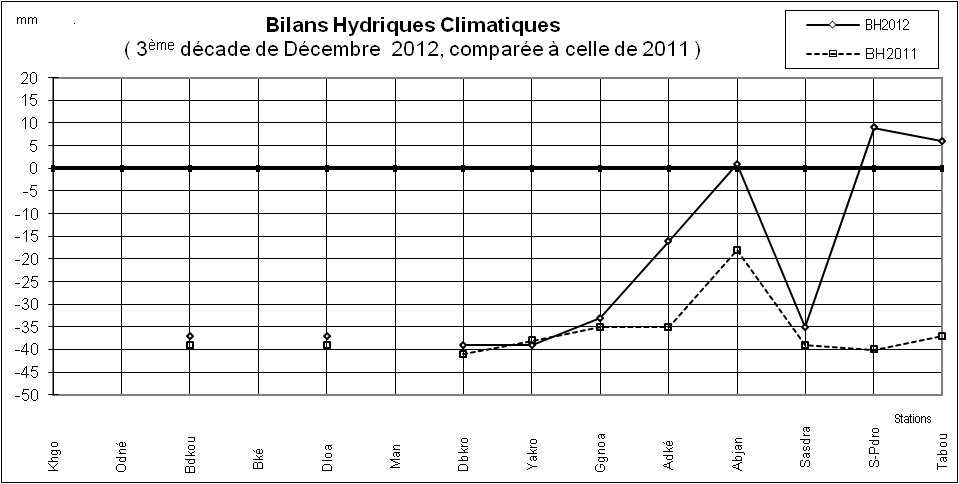 mm
Bilans Hydriques Climatiques
( 3ème décade de Décembre 2012, comparée à celle de 2011 )
BH2012
BH2011
20
15
10
5
0
-5
-10
-15
-20
-25
-30
-35
-40
-45
-50
Stations
Khgo
Odné
Bdkou
Bké
Dloa
Man
Dbkro
Yakro
Ggnoa
Adké
Abjan
Sasdra
S-Pdro
Tabou